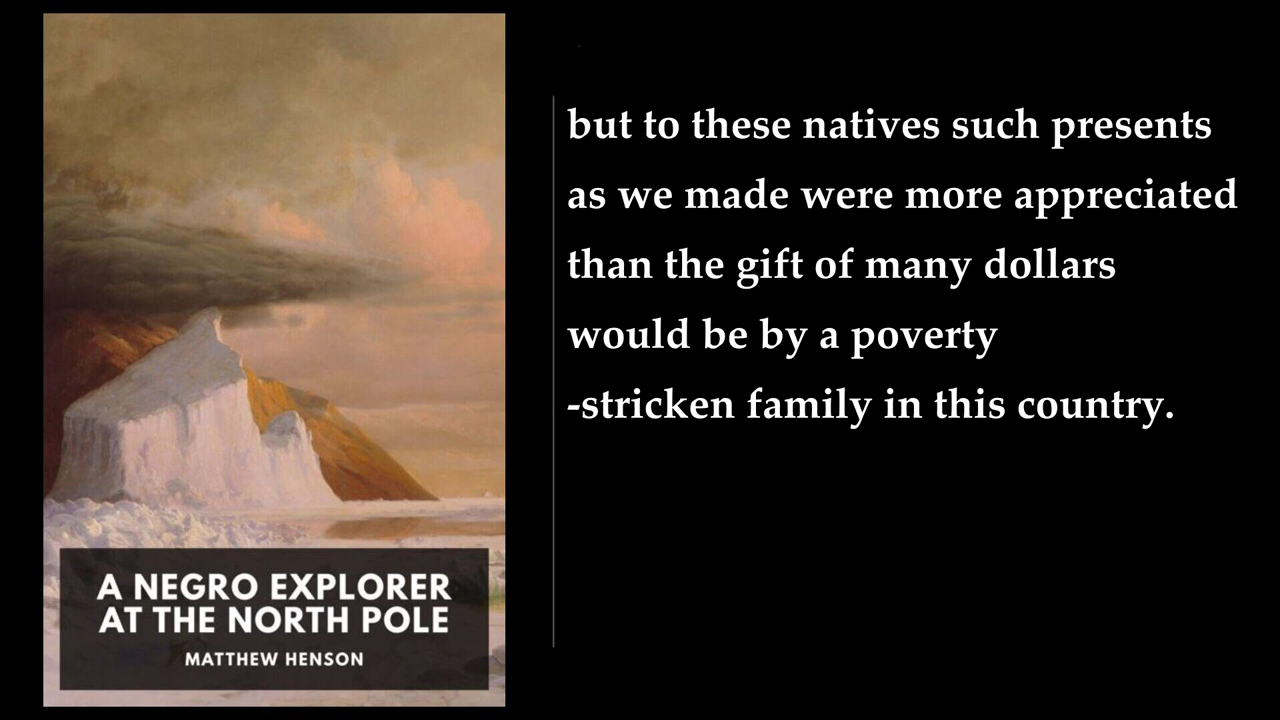 but to these natives such presents
as we made were more appreciated
than the gift of many dollars
would be by a poverty
-stricken family in this country.
A NEGRO EXPLORER
AT THE NORTH POLE
MATTHEW HENSON